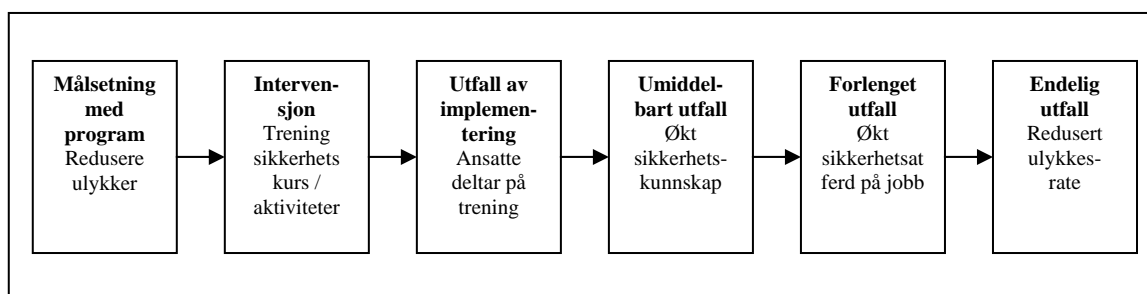 Målsetning
med
program
Redusere
ulykker
Interven-
sjon
Trening
sikkerhets
kurs /
aktiviteter
Utfall av
implemen-
tering
Ansatte
deltar på
trening
Umiddel-
bart utfall
Økt
sikkerhets-
kunnskap
Forlenget
utfall
Økt
sikkerhetsat
ferd på jobb
Endelig
utfall
Redusert
ulykkes-
rate